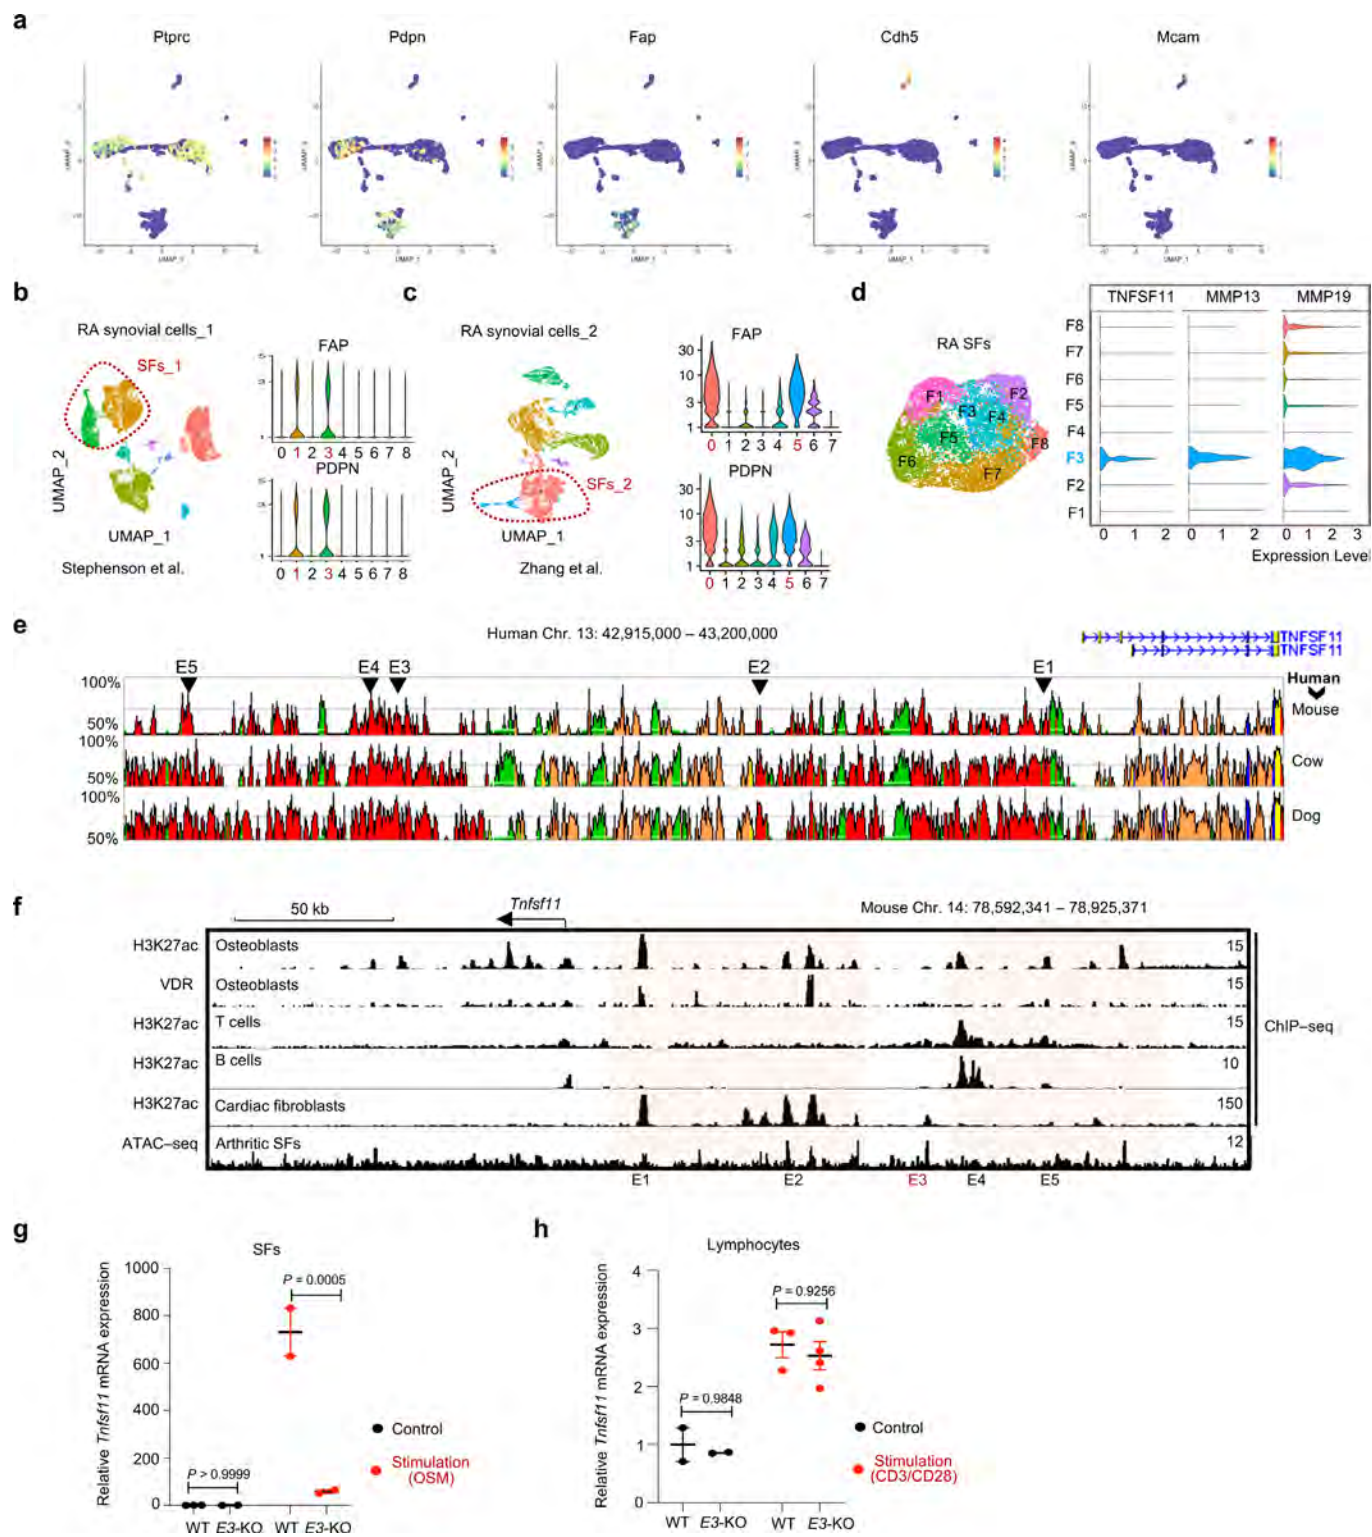 a
Ptprc
Pdpn
Fap
Cdh5
Mcam
UMAP_1
UMAP_1
UMAP_1
UMAP_1
UMAP_1
b
RA synovial cells_1
SFs_1
UMAP_2
UMAP_1
Stephenson et al.
FAP
1
0 1 2 3 4 5 6 7 8
PDPN
1
0 1 2 3 4 5 6 7 8
c
RA synovial cells_2
SFs_2
Zhang et al.
FAP
30
10
3
1
0 1 2 3 4 5 6 7
PDPN
30
10
3
1
0 1 2 3 4 5 6 7
d
RA SFs
F1
F2
F3
F4
F5
F6
F7
F8
TNFSF11 MMP13 MMP19
F8
F7
F6
F5
F4
F3
F2
F1
0 1 2 0 1 2 0 1 2 3
Expression Level
e
Human Chr. 13: 42,915,000 – 43,200,000
TNFSF11
TNFSF11
E5 E4 E3 E2 E1
Human
100%
50%
Mouse
100%
50%
Cow
100%
50%
Dog
f
50 kb
Tnfsf11
Mouse Chr. 14: 78,592,341 – 78,925,371
H3K27ac Osteoblasts 15
VDR Osteoblasts 15
H3K27ac T cells 15
ChIP–seq
H3K27ac B cells 10
H3K27ac Cardiac fibroblasts 150
ATAC–seq Arthritic SFs 12
E1 E2 E3 E4 E5
g
SFs
Relative Tnfsf11 mRNA expression
1000
800
600
400
200
0
P = 0.0005
P > 0.9999
Control
Stimulation
(OSM)
WT E3-KO WT E3-KO
h
Lymphocytes
Relative Tnfsf11 mRNA expression
4
3
2
1
0
P = 0.9256
P = 0.9848
Control
Stimulation
(CD3/CD28)
WT E3-KO WT E3-KO